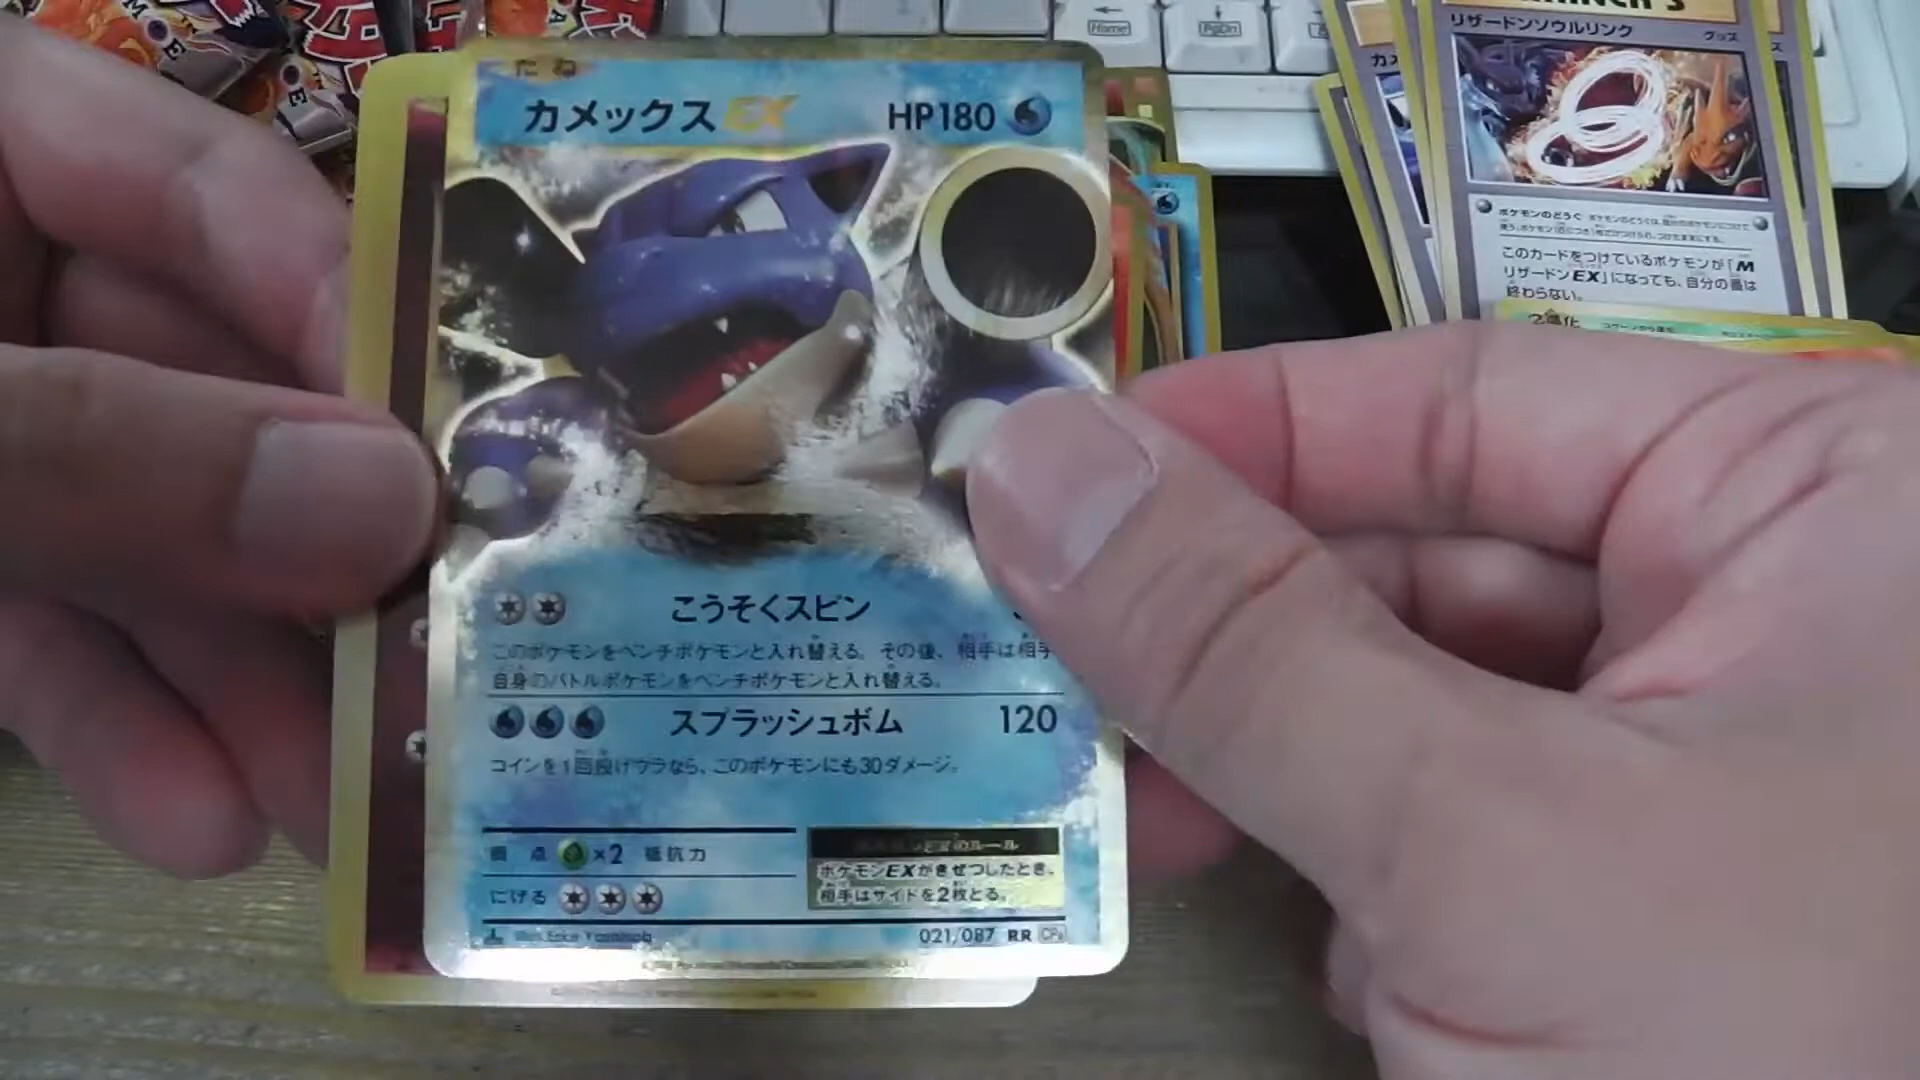 たね
カメックスEX HP180
こうそくスピン
このポケモンをベンチポケモンと入れ替える。その後、相手は相手
自身のバトルポケモンをベンチポケモンと入れ替える。
スプラッシュボム 120
コインを1回投げウラなら、このポケモンにも30ダメージ。
弱点 ×2 抵抗力
にげる
EXのルール
ポケモンEXがきぜつしたとき、
相手はサイドを2枚とる。
021/087 RR CP6
Home
PgDn
リザードンソウルリンク
グッズ
ポケモンのどうぐ
このカードをつけているポケモンが「M
リザードンEX」になっても、自分の番は
終わらない。
2進化